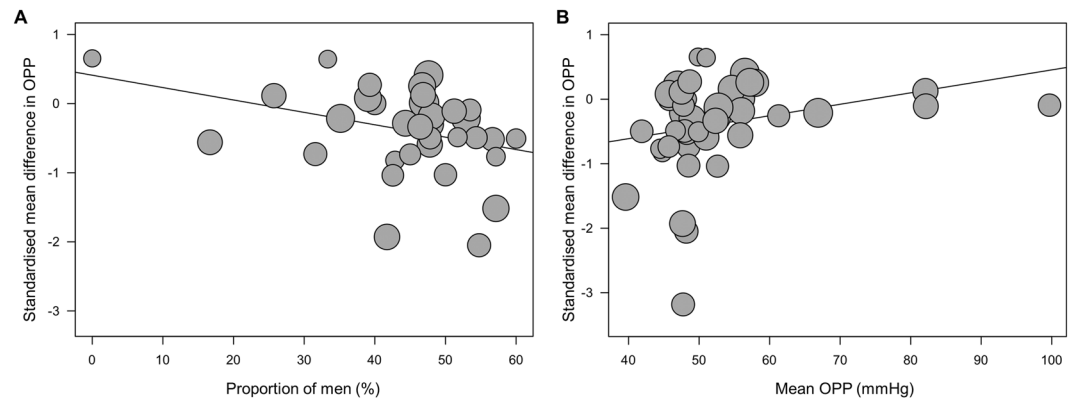 A
Standardised mean difference in OPP
1
0
-1
-2
-3
0 10 20 30 40 50 60
Proportion of men (%)
B
Standardised mean difference in OPP
1
0
-1
-2
-3
40 50 60 70 80 90 100
Mean OPP (mmHg)